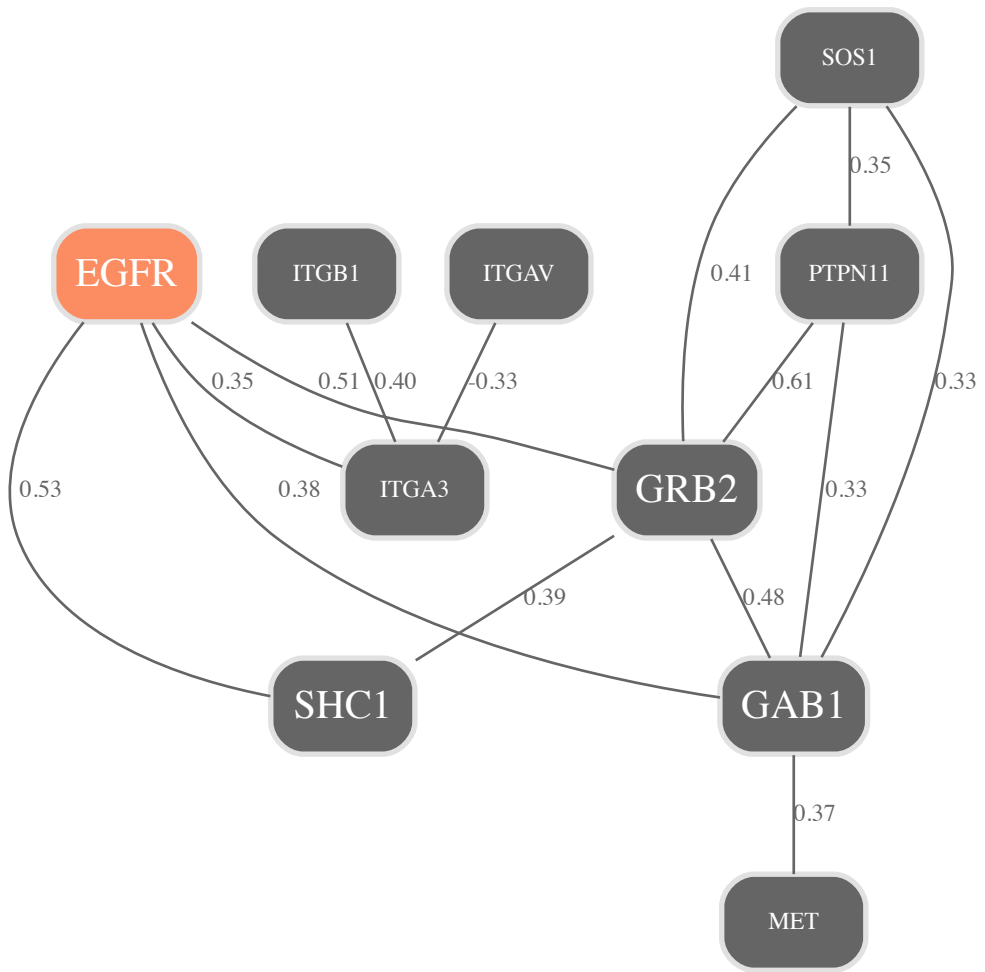 SOS1
0.35
EGFR
ITGB1
ITGAV
PTPN11
0.41
0.35
0.51
0.40
-0.33
0.61
0.33
0.53
0.38
ITGA3
GRB2
0.33
0.39
0.48
SHC1
GAB1
0.37
MET